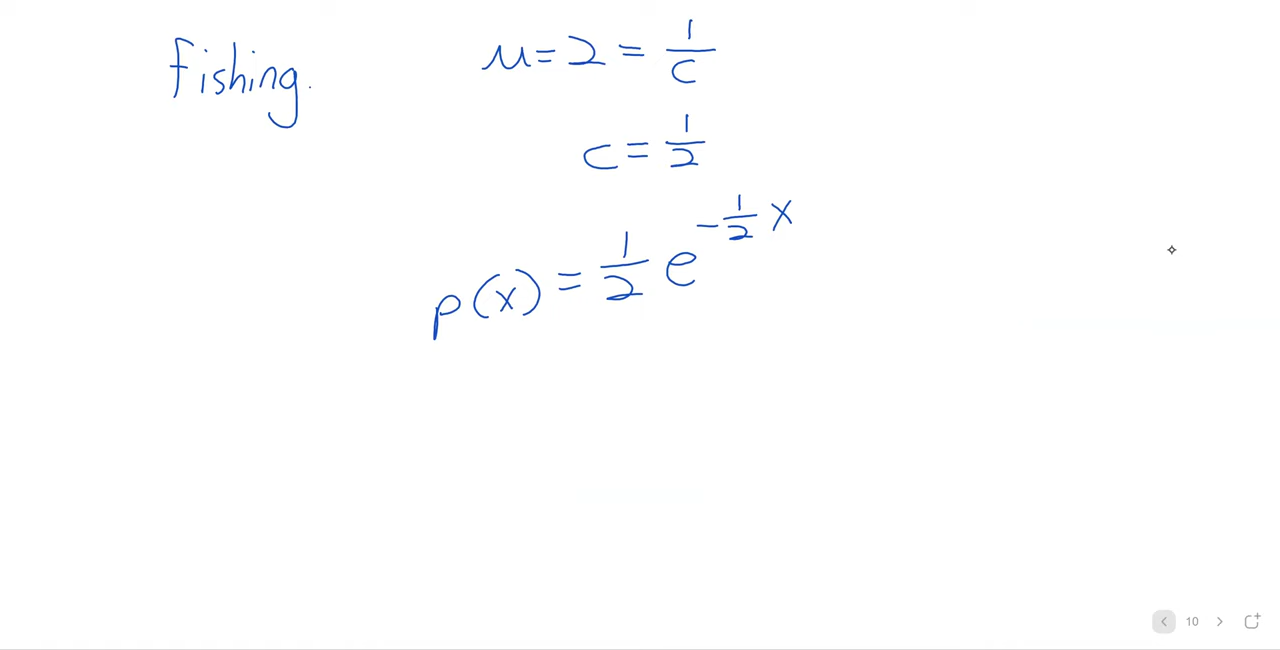 Fishing.
μ = 2 = 1/c
c = 1/2
p(x) = 1/2 e^{-1/2 x}
10